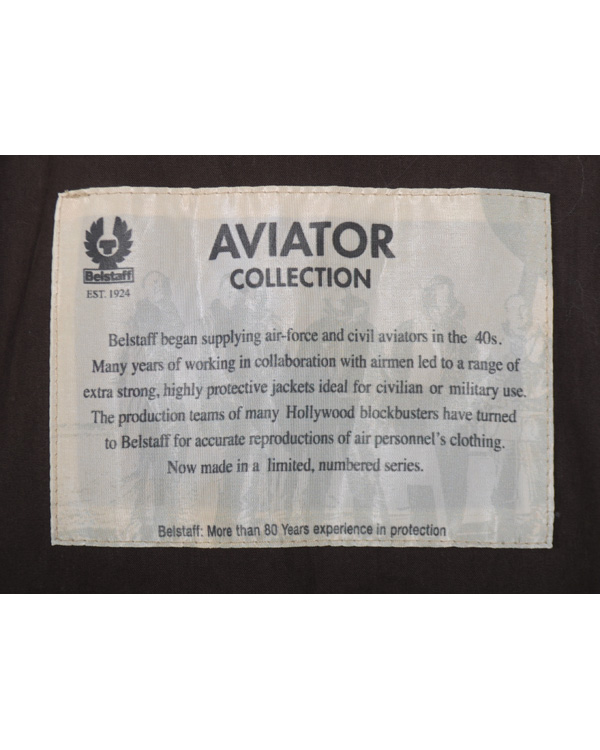 AVIATOR
COLLECTION
Belstaff
EST. 1924
Belstaff began supplying air-force and civil aviators in the 40s.
Many years of working in collaboration with airmen led to a range of
extra strong, highly protective jackets ideal for civilian or military use.
The production teams of many Hollywood blockbusters have turned
to Belstaff for accurate reproductions of air personnel's clothing.
Now made in a limited, numbered series.
Belstaff: More than 80 Years experience in protection